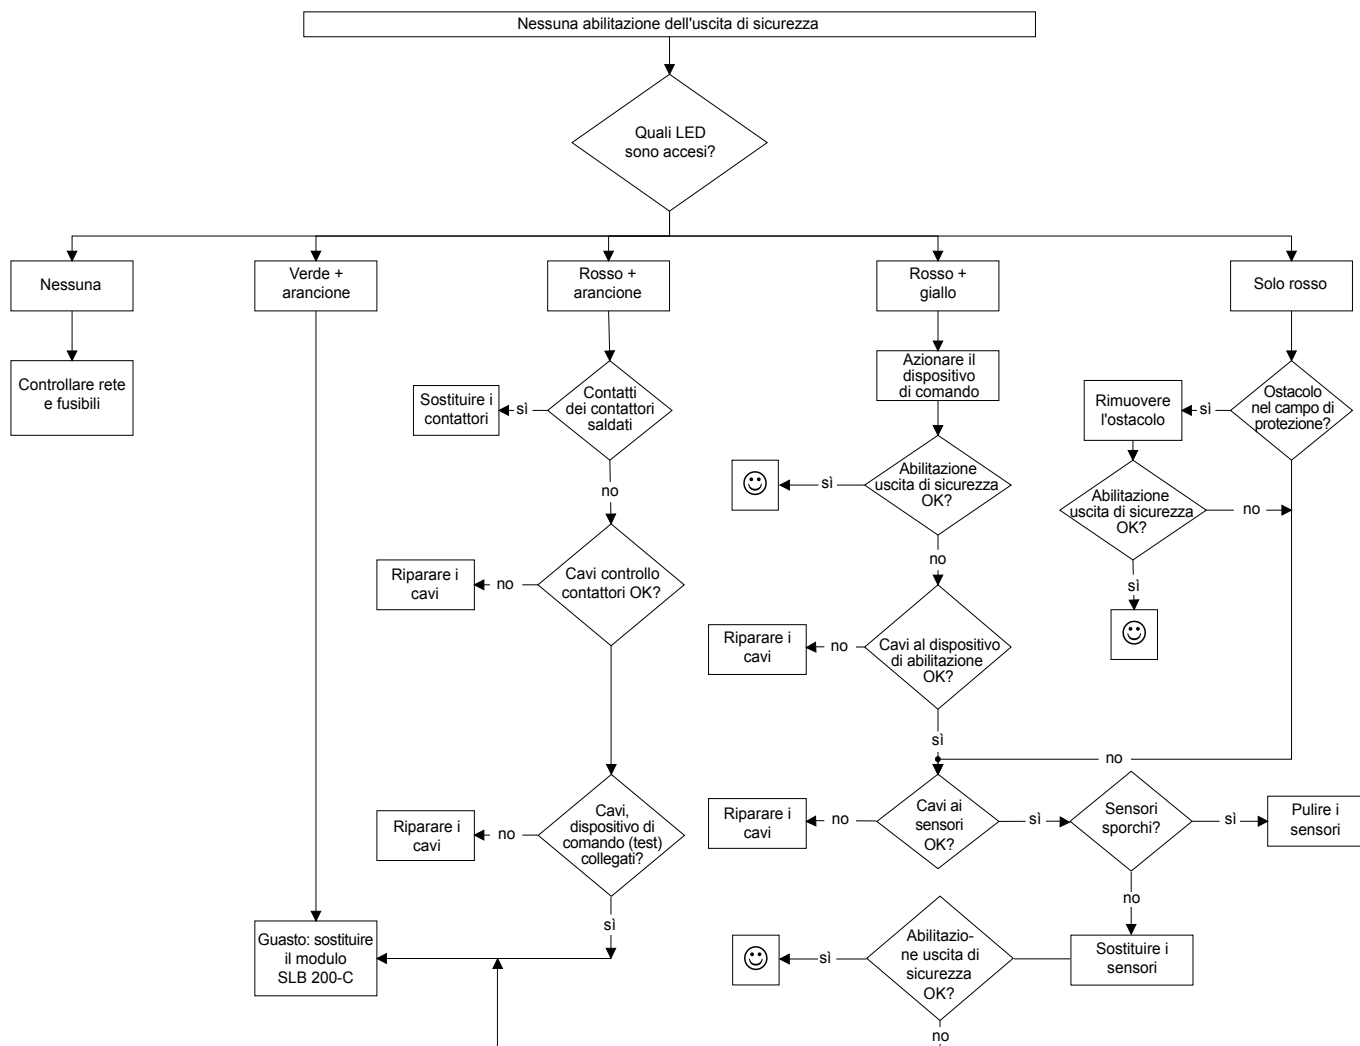 Nessuna abilitazione dell'uscita di sicurezza
Quali LED
sono accesi?
Nessuna
Verde +
arancione
Rosso +
arancione
Rosso +
giallo
Solo rosso
Controllare rete
e fusibili
Sostituire i
contattori
sì
Contatti
dei contattori
saldati
Azionare il
dispositivo
di comando
Rimuovere
l'ostacolo
sì
Ostacolo
nel campo di
protezione?
no
sì
Abilitazione
uscita di sicurezza
OK?
Abilitazione
uscita di sicurezza
OK?
no
sì
Riparare i
cavi
no
Cavi controllo
contattori OK?
no
Riparare i
cavi
no
Cavi al dispositivo
di abilitazione
OK?
sì
no
Riparare i
cavi
no
Cavi,
dispositivo di
comando (test)
collegati?
Riparare i
cavi
no
Cavi ai
sensori
OK?
sì
Sensori
sporchi?
sì
Pulire i
sensori
sì
no
Guasto: sostituire
il modulo
SLB 200-C
sì
Abilitazio-
ne uscita di
sicurezza
OK?
Sostituire i
sensori
no